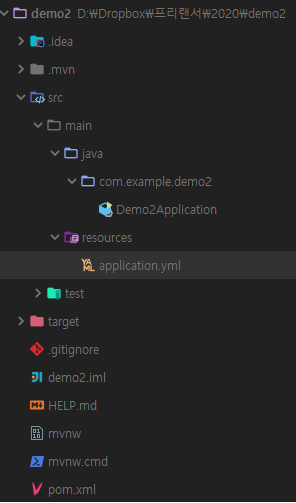 demo2 D:₩Dropbox₩프리랜서₩2020₩demo2
.idea
.mvn
src
main
java
com.example.demo2
Demo2Application
resources
application.yml
test
target
.gitignore
demo2.iml
HELP.md
mvnw
mvnw.cmd
pom.xml